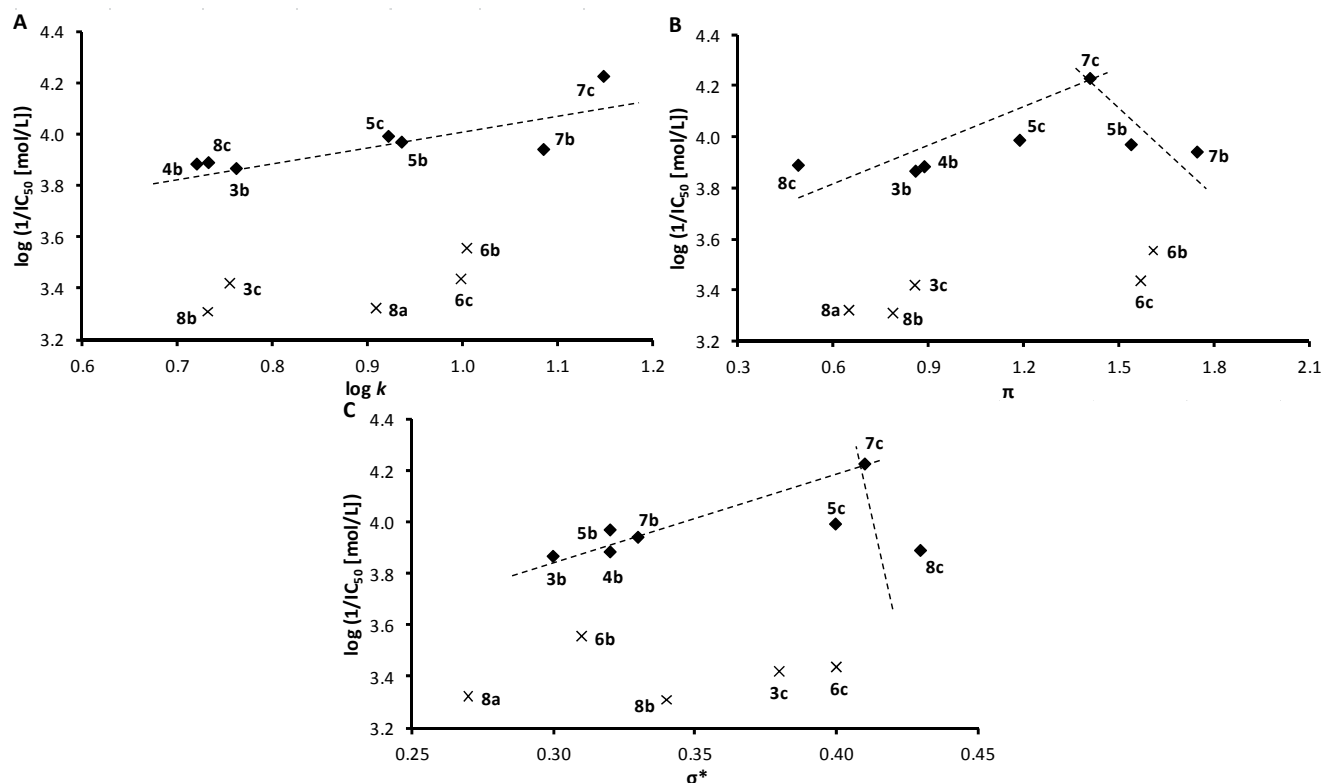 A
4.4
4.2
4.0
3.8
3.6
3.4
3.2
log (1/IC₅₀ [mol/L])
7c
5c
8c
4b
5b
7b
3b
6b
3c
6c
8b
8a
0.6 0.7 0.8 0.9 1.0 1.1 1.2
log k
B
4.4
4.2
4.0
3.8
3.6
3.4
3.2
log (1/IC₅₀ [mol/L])
7c
5c
5b
4b
7b
8c
3b
6b
3c
6c
8a
8b
0.3 0.6 0.9 1.2 1.5 1.8 2.1
π
C
4.4
4.2
4.0
3.8
3.6
3.4
3.2
log (1/IC₅₀ [mol/L])
7c
5c
7b
5b
3b
4b
8c
6b
3c
6c
8a
8b
0.25 0.30 0.35 0.40 0.45
σ*